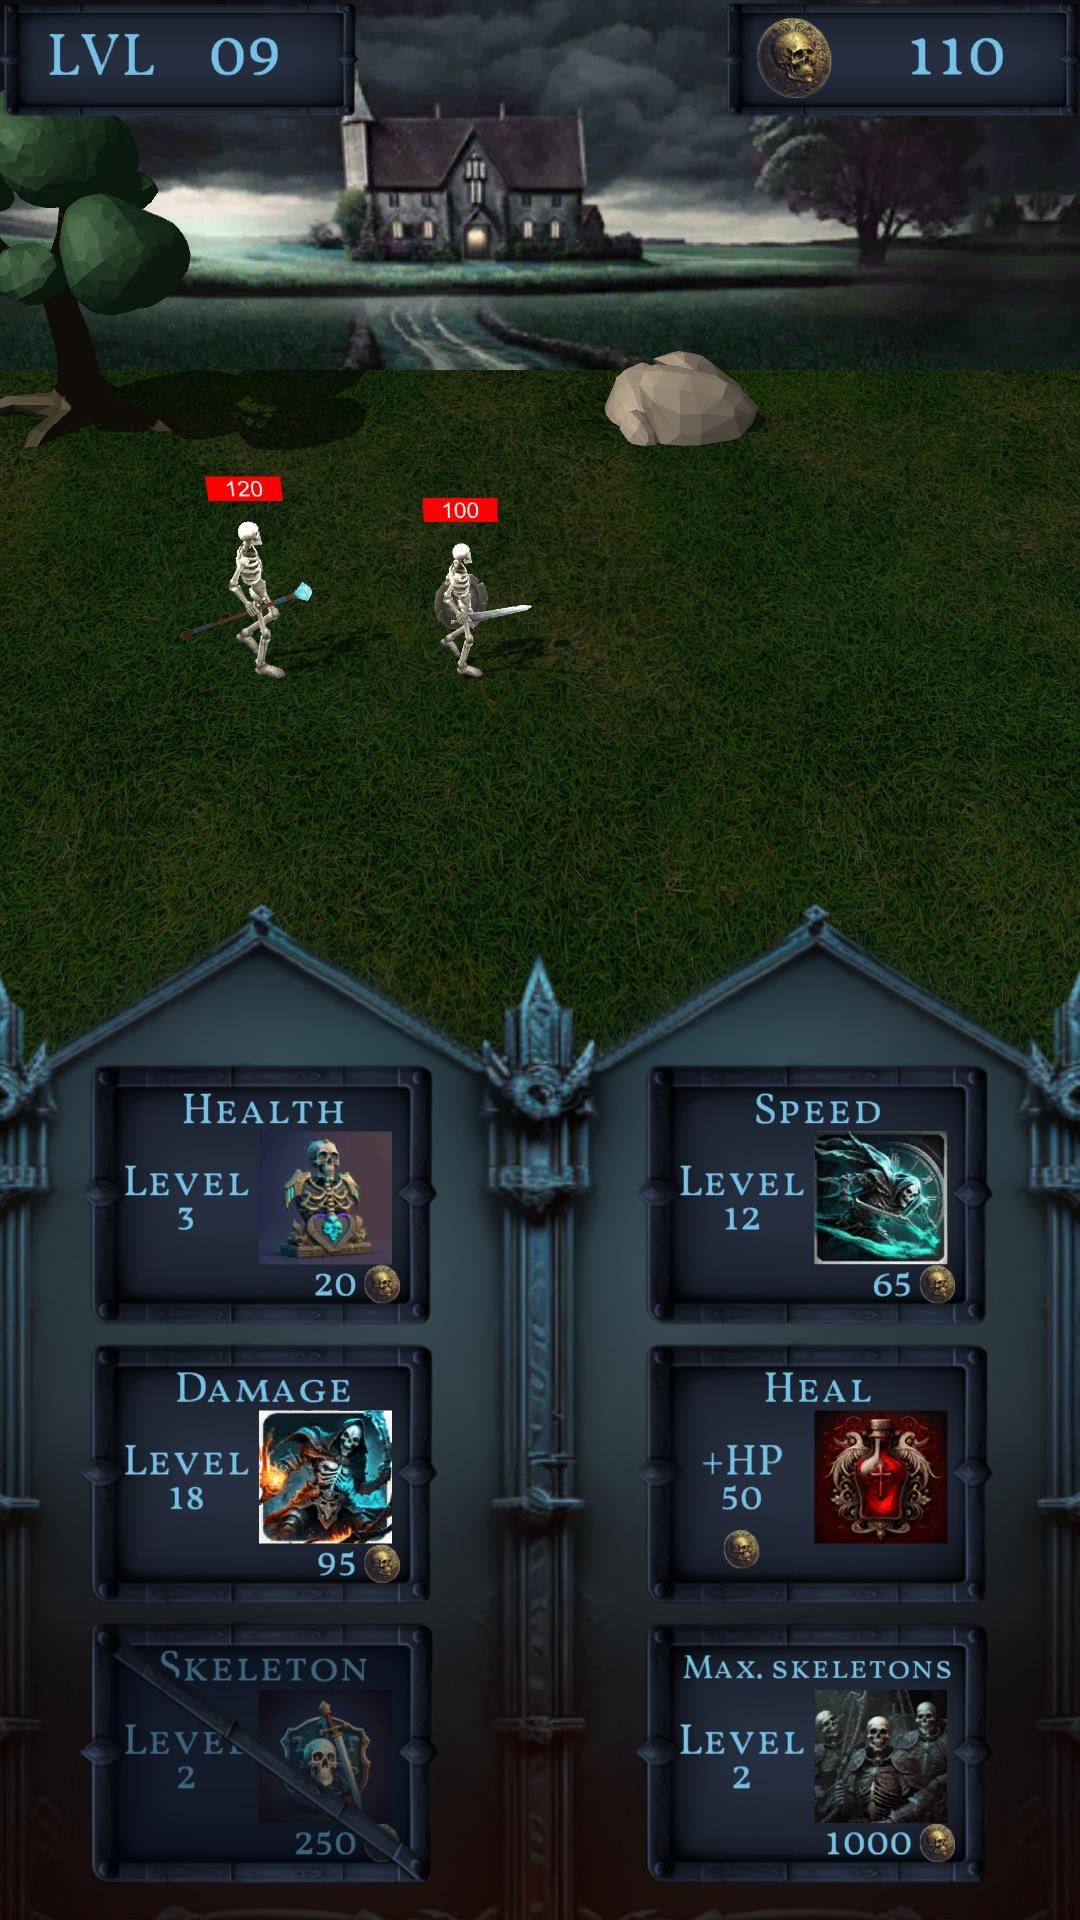 LVL 09
110
120
100
HEALTH
LEVEL
3
20
SPEED
LEVEL
12
65
DAMAGE
LEVEL
18
95
HEAL
+HP
50
SKELETON
LEVEL
2
250
MAX. SKELETONS
LEVEL
2
1000